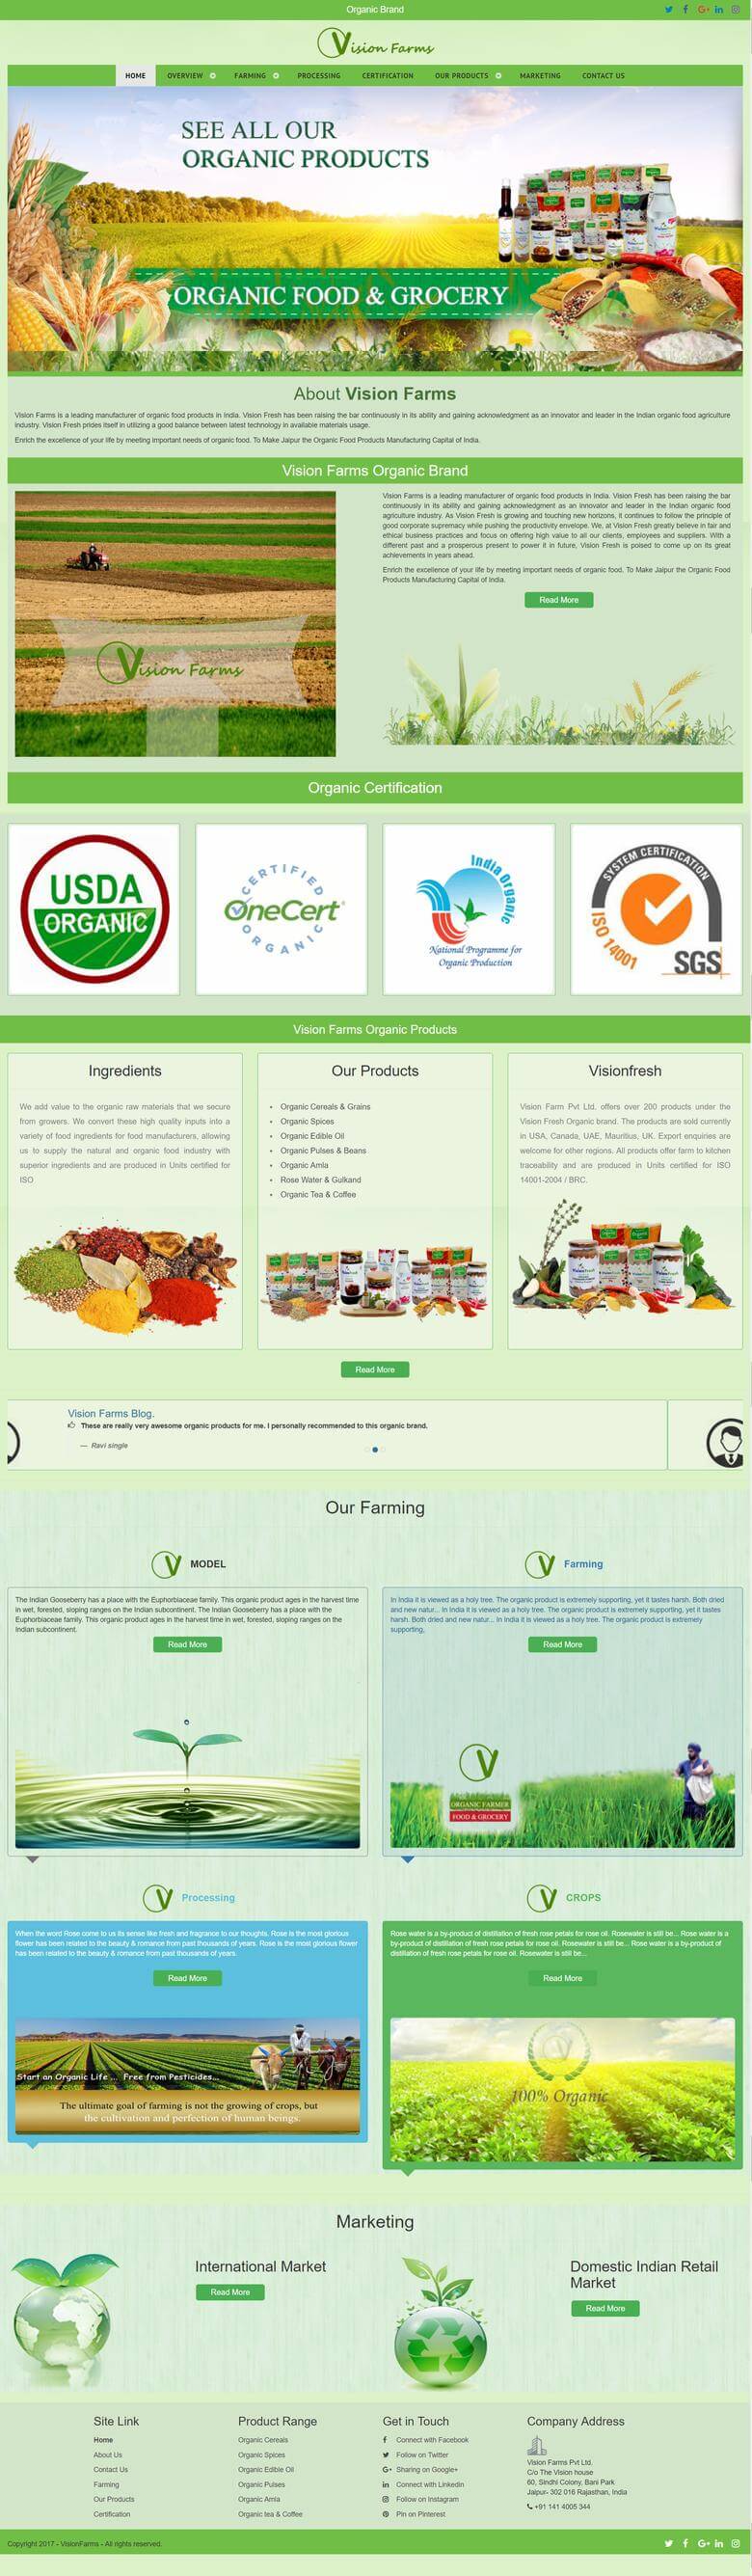 Organic Brand
Vision Farms
HOME OVERVIEW FARMING PROCESSING CERTIFICATION OUR PRODUCTS MARKETING CONTACT US
SEE ALL OUR
ORGANIC PRODUCTS
ORGANIC FOOD & GROCERY
About Vision Farms
Vision Farms is a leading manufacturer of organic food products in India. Vision Fresh has been raising the bar continuously in its ability and gaining acknowledgment as an innovator and leader in the Indian organic food agriculture
industry. Vision Fresh prides itself in utilizing a good balance between latest technology in available materials usage.
Enrich the excellence of your life by meeting important needs of organic food. To Make Jaipur the Organic Food Products Manufacturing Capital of India.
Vision Farms Organic Brand
Vision Farms is a leading manufacturer of organic food products in India. Vision Fresh has been raising the bar
continuously in its ability and gaining acknowledgment as an innovator and leader in the Indian organic food
agriculture industry. As Vision Fresh is growing and touching new horizons, it continues to follow the principle of
good corporate supremacy while pushing the productivity envelope. We, at Vision Fresh greatly believe in fair and
ethical business practices and focus on offering high value to all our clients, employees and suppliers. With a
different past and a prosperous present to power it in future, Vision Fresh is poised to come up on its great
achievements in years ahead.
Enrich the excellence of your life by meeting important needs of organic food. To Make Jaipur the Organic Food
Products Manufacturing Capital of India.
Read More
Vision Farms
Organic Certification
USDA
ORGANIC
CERTIFIED
OneCert
ORGANIC
India Organic
National Programme for
Organic Production
SYSTEM CERTIFICATION
ISO 14001
SGS
Vision Farms Organic Products
Ingredients
We add value to the organic raw materials that we secure
from growers. We convert these high quality inputs into a
variety of food ingredients for food manufacturers, allowing
us to supply the natural and organic food industry with
superior ingredients and are produced in Units certified for
ISO
Our Products
Organic Cereals & Grains
Organic Spices
Organic Edible Oil
Organic Pulses & Beans
Organic Amla
Rose Water & Gulkand
Organic Tea & Coffee
Visionfresh
Vision Farm Pvt Ltd. offers over 200 products under the
Vision Fresh Organic brand. The products are sold currently
in USA, Canada, UAE, Mauritius, UK. Export enquiries are
welcome for other regions. All products offer farm to kitchen
traceability and are produced in Units certified for ISO
14001-2004 / BRC.
Read More
Vision Farms Blog.
These are really very awesome organic products for me. I personally recommended to this organic brand.
— Ravi single
Our Farming
MODEL
The Indian Gooseberry has a place with the Euphorbiaceae family. This organic product ages in the harvest time
in wet, forested, sloping ranges on the Indian subcontinent. The Indian Gooseberry has a place with the
Euphorbiaceae family. This organic product ages in the harvest time in wet, forested, sloping ranges on the
Indian subcontinent.
Read More
Farming
In India it is viewed as a holy tree. The organic product is extremely supporting, yet it tastes harsh. Both dried
and new natur... In India it is viewed as a holy tree. The organic product is extremely supporting, yet it tastes
harsh. Both dried and new natur... In India it is viewed as a holy tree. The organic product is extremely
supporting,
Read More
ORGANIC FARMER
FOOD & GROCERY
Processing
When the word Rose come to us its sense like fresh and fragrance to our thoughts. Rose is the most glorious
flower has been related to the beauty & romance from past thousands of years. Rose is the most glorious flower
has been related to the beauty & romance from past thousands of years.
Read More
Start an Organic Life ... Free from Pesticides...
The ultimate goal of farming is not the growing of crops, but
the cultivation and perfection of human beings.
CROPS
Rose water is a by-product of distillation of fresh rose petals for rose oil. Rosewater is still be... Rose water is a
by-product of distillation of fresh rose petals for rose oil. Rosewater is still be... Rose water is a by-product of
distillation of fresh rose petals for rose oil. Rosewater is still be...
Read More
100% Organic
Marketing
International Market
Read More
Domestic Indian Retail
Market
Read More
Site Link
Home
About Us
Contact Us
Farming
Our Products
Certification
Product Range
Organic Cereals
Organic Spices
Organic Edible Oil
Organic Pulses
Organic Amla
Organic tea & Coffee
Get in Touch
Connect with Facebook
Follow on Twitter
Sharing on Google+
Connect with Linkedin
Follow on Instagram
Pin on Pinterest
Company Address
Vision Farms Pvt Ltd.
C/o The Vision house
60, Sindhi Colony, Bani Park
Jaipur- 302 016 Rajasthan, India
+91 141 4005 344
Copyright 2017 - VisionFarms - All rights reserved.